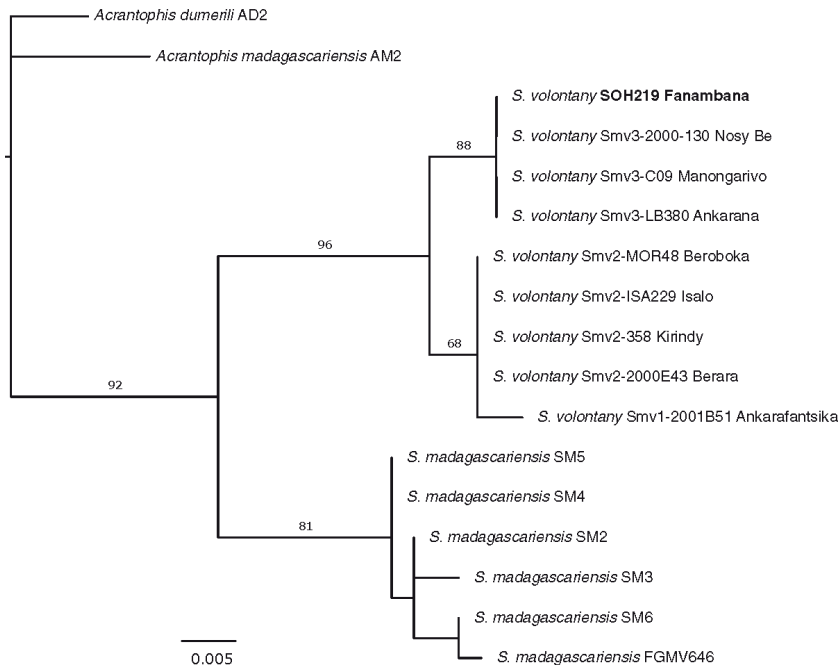 Acrantophis dumerili AD2
Acrantophis madagascariensis AM2
S. volontany SOH219 Fanambana
S. volontany Smv3-2000-130 Nosy Be
88
S. volontany Smv3-C09 Manongarivo
S. volontany Smv3-LB380 Ankarana
96
S. volontany Smv2-MOR48 Beroboka
S. volontany Smv2-ISA229 Isalo
S. volontany Smv2-358 Kirindy
68
S. volontany Smv2-2000E43 Berara
92
S. volontany Smv1-2001B51 Ankarafantsika
S. madagascariensis SM5
S. madagascariensis SM4
81
S. madagascariensis SM2
S. madagascariensis SM3
S. madagascariensis SM6
S. madagascariensis FGMV646
0.005